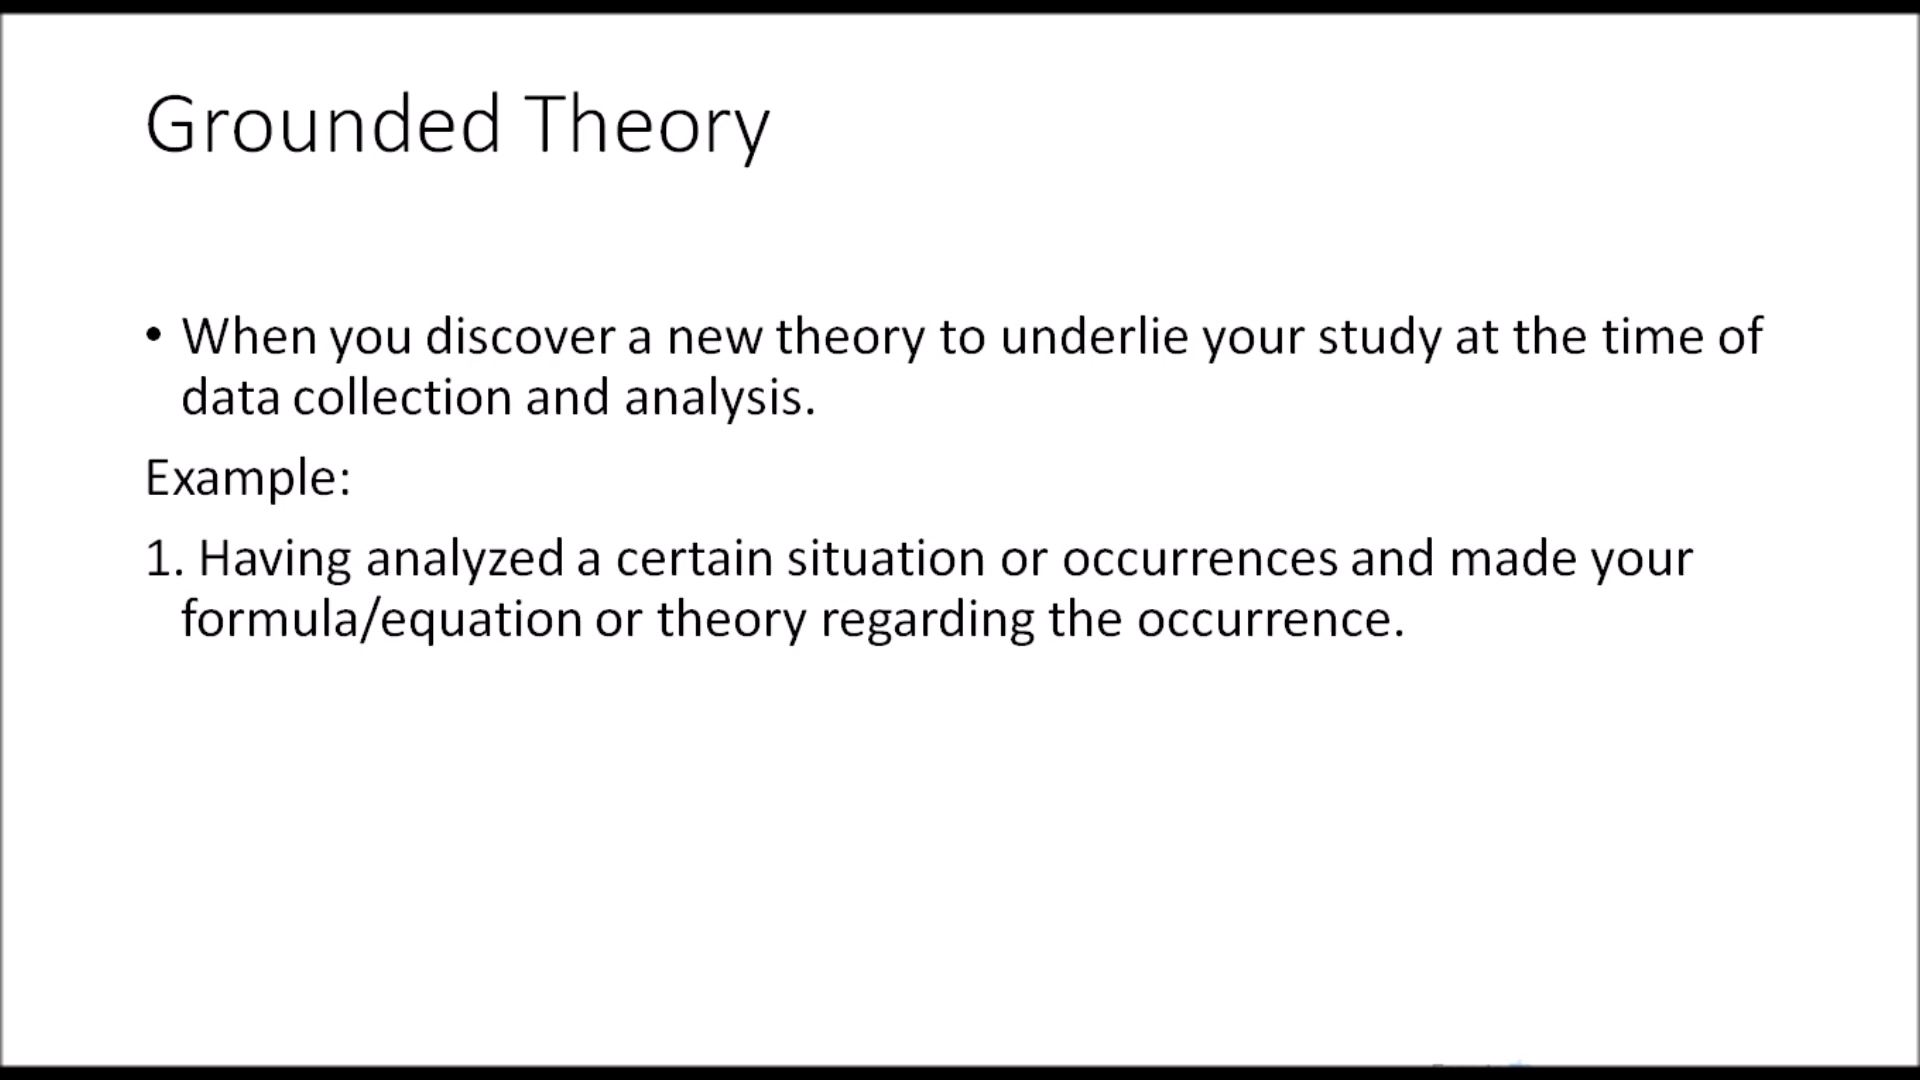 Grounded Theory
• When you discover a new theory to underlie your study at the time of
data collection and analysis.
Example:
1. Having analyzed a certain situation or occurrences and made your
formula/equation or theory regarding the occurrence.